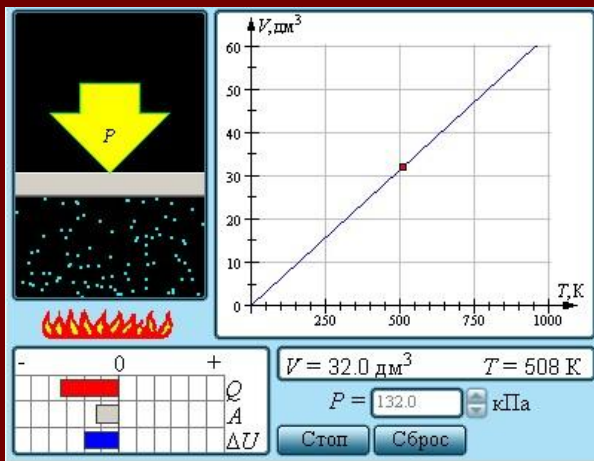 P
V,дм³
60
50
40
30
20
10
0
250 500 750 1000
T,К
- 0 +
Q
A
ΔU
V = 32.0 дм³ T = 508 К
P = 132.0 кПа
Стоп Сброс